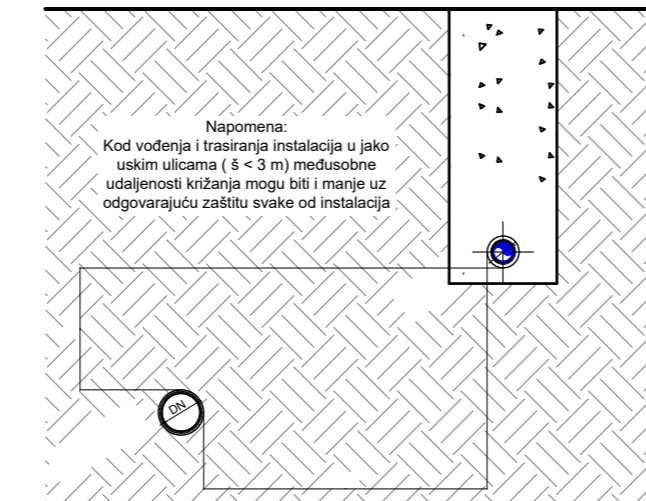 Napomena:
Kod vođenja i trasiranja instalacija u jako
uskim ulicama ( š < 3 m) međusobne
udaljenosti križanja mogu biti i manje uz
odgovarajuću zaštitu svake od instalacija
DN